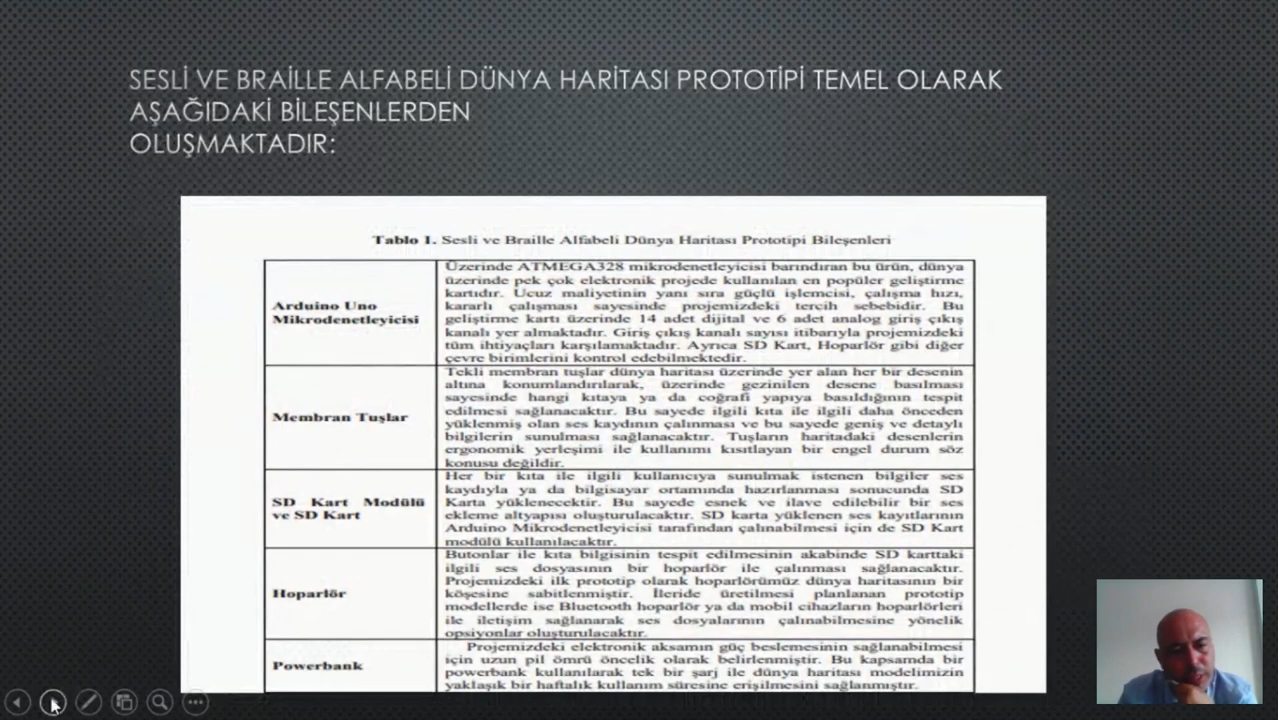 SESLİ VE BRAİLLE ALFABELİ DÜNYA HARİTASI PROTOTİPİ TEMEL OLARAK
AŞAĞIDAKİ BİLEŞENLERDEN
OLUŞMAKTADIR:
Tablo 1. Sesli ve Braille Alfabeli Dünya Haritası Prototipi Bileşenleri
Arduino Uno
Mikrodenetleyicisi
Üzerinde ATMEGA328 mikrodenetleyicisi barındıran bu ürün, dünya
üzerinde pek çok elektronik projede kullanılan en popüler geliştirme
kartıdır. Ucuz maliyetinin yanı sıra güçlü işlemcisi, çalışma hızı,
kararlı çalışması sayesinde projemizdeki tercih sebebidir. Bu
geliştirme kartı üzerinde 14 adet dijital ve 6 adet analog giriş çıkış
kanalı yer almaktadır. Giriş çıkış kanalı sayısı itibarıyla projemizdeki
tüm ihtiyaçları karşılamaktadır. Ayrıca SD Kart, Hoparlör gibi diğer
çevre birimlerini kontrol edebilmektedir.
Membran Tuşlar
Tekli membran tuşlar dünya haritası üzerinde yer alan her bir desenin
altına konumlandırılarak, üzerinde gezinilen desene basılması
sayesinde hangi kıtaya ya da coğrafi yapıya basıldığının tespit
edilmesi sağlanacaktır. Bu sayede ilgili kıta ile ilgili daha önceden
yüklenmiş olan ses kaydının çalınması ve bu sayede geniş ve detaylı
bilgilerin sunulması sağlanacaktır. Tuşların haritadaki desenlerin
ergonomik yerleşimi ile kullanımı kısıtlayan bir engel durum söz
konusu değildir.
SD Kart Modülü
ve SD Kart
Her bir kıta ile ilgili kullanıcıya sunulmak istenen bilgiler ses
kaydıyla ya da bilgisayar ortamında hazırlanması sonucunda SD
Karta yüklenecektir. Bu sayede esnek ve ilave edilebilir bir ses
ekleme altyapısı oluşturulacaktır. SD karta yüklenen ses kayıtlarının
Arduino Mikrodenetleyicisi tarafından çalınabilmesi için de SD Kart
modülü kullanılacaktır.
Hoparlör
Butonlar ile kıta bilgisinin tespit edilmesinin akabinde SD karttaki
ilgili ses dosyasının bir hoparlör ile çalınması sağlanacaktır.
Projemizdeki ilk prototip olarak hoparlörümüz dünya haritasının bir
köşesine sabitlenmiştir. İleride üretilmesi planlanan prototip
modellerde ise Bluetooth hoparlör ya da mobil cihazların hoparlörleri
ile iletişim sağlanarak ses dosyalarının çalınabilmesine yönelik
opsiyonlar oluşturulacaktır.
Powerbank
Projemizdeki elektronik aksamın güç beslemesinin sağlanabilmesi
için uzun pil ömrü öncelik olarak belirlenmiştir. Bu kapsamda bir
powerbank kullanılarak tek bir şarj ile dünya haritası modelimizin
yaklaşık bir haftalık kullanım süresine erişilmesini sağlanmıştır.